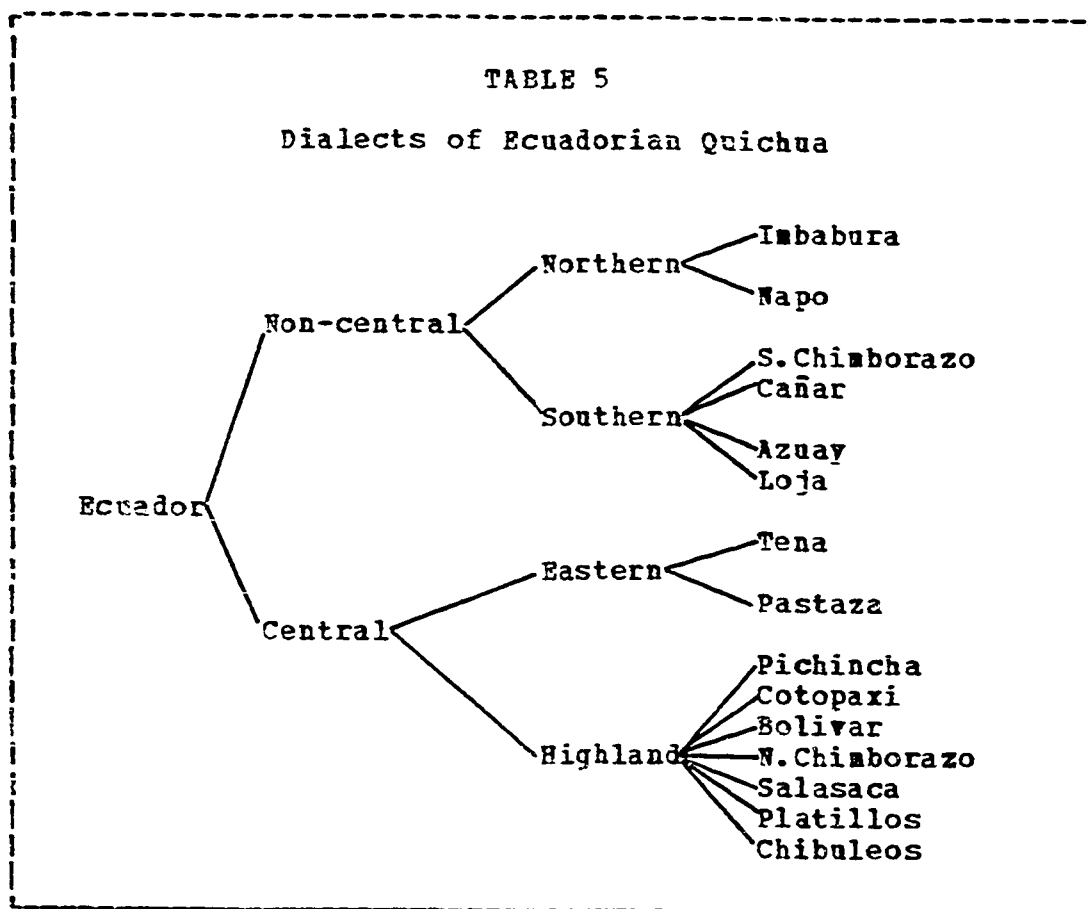 TABLE 5
Dialects of Ecuadorian Quichua
Imbabura
Northern
Napo
Non-central
S.Chimborazo
Cañar
Southern
Azuay
Loja
Ecuador
Tena
Eastern
Pastaza
Central
Pichincha
Cotopaxi
Bolivar
Highland
N.Chimborazo
Salasaca
Platillos
Chibuleos